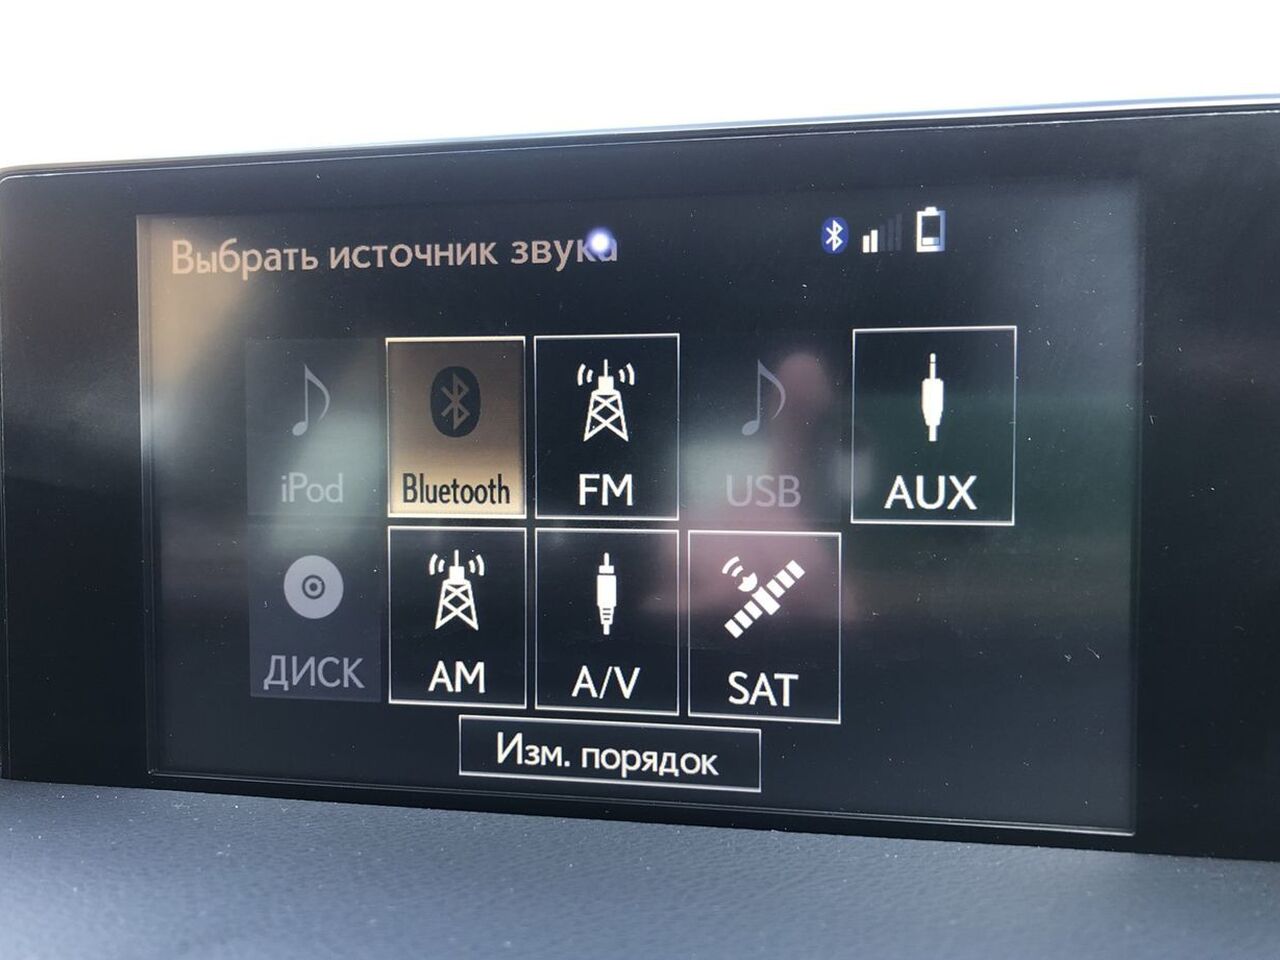 Выбрать источник звука
iPod
Bluetooth
FM
USB
AUX
ДИСК
AM
A/V
SAT
Изм. порядок